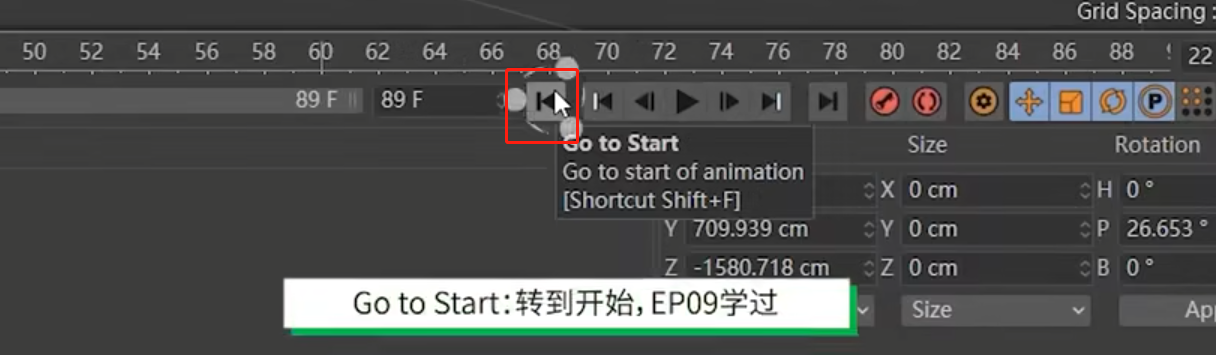 Grid Spacing :
50 52 54 56 58 60 62 64 66 68 70 72 74 76 78 80 82 84 86 88
22
89 F 89 F
P
Go to Start
Go to start of animation
[Shortcut Shift+F]
Size Rotation
X 0 cm H 0 °
Y 709.939 cm Y 0 cm P 26.653 °
Z -1580.718 cm Z 0 cm B 0 °
Go to Start：转到开始，EP09学过
Size